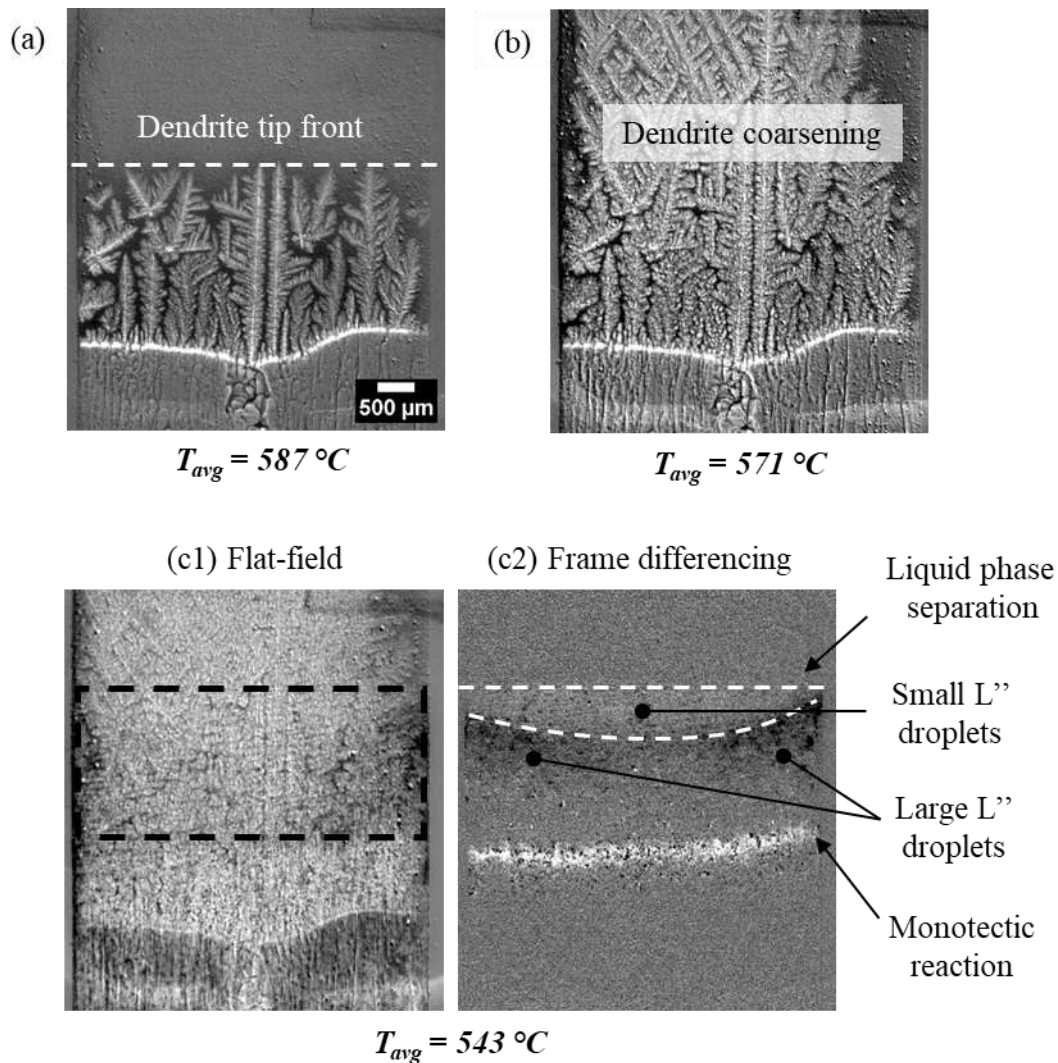 (a)
Dendrite tip front
500 µm
T_avg = 587 °C
(b)
Dendrite coarsening
T_avg = 571 °C
(c1) Flat-field
(c2) Frame differencing
Liquid phase
separation
Small L’’
droplets
Large L’’
droplets
Monotectic
reaction
T_avg = 543 °C